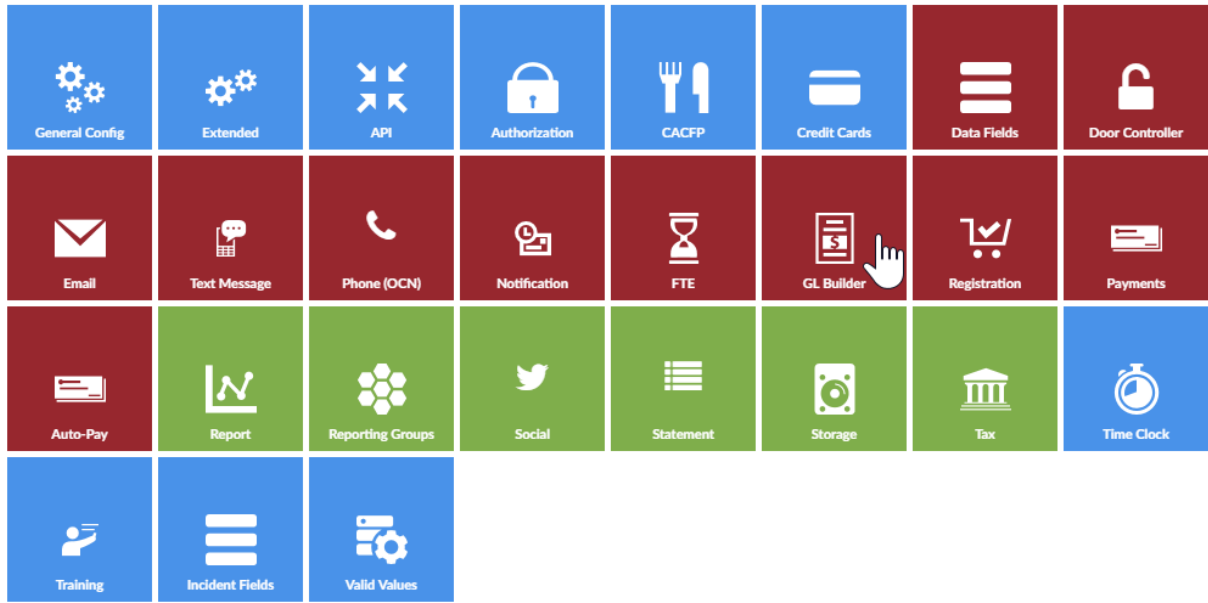 General Config
Extended
API
Authorization
CACFP
Credit Cards
Data Fields
Door Controller
Email
Text Message
Phone (OCN)
Notification
FTE
$
GL Builder
Registration
Payments
Auto-Pay
Report
Reporting Groups
Social
Statement
Storage
Tax
Time Clock
Training
Incident Fields
Valid Values